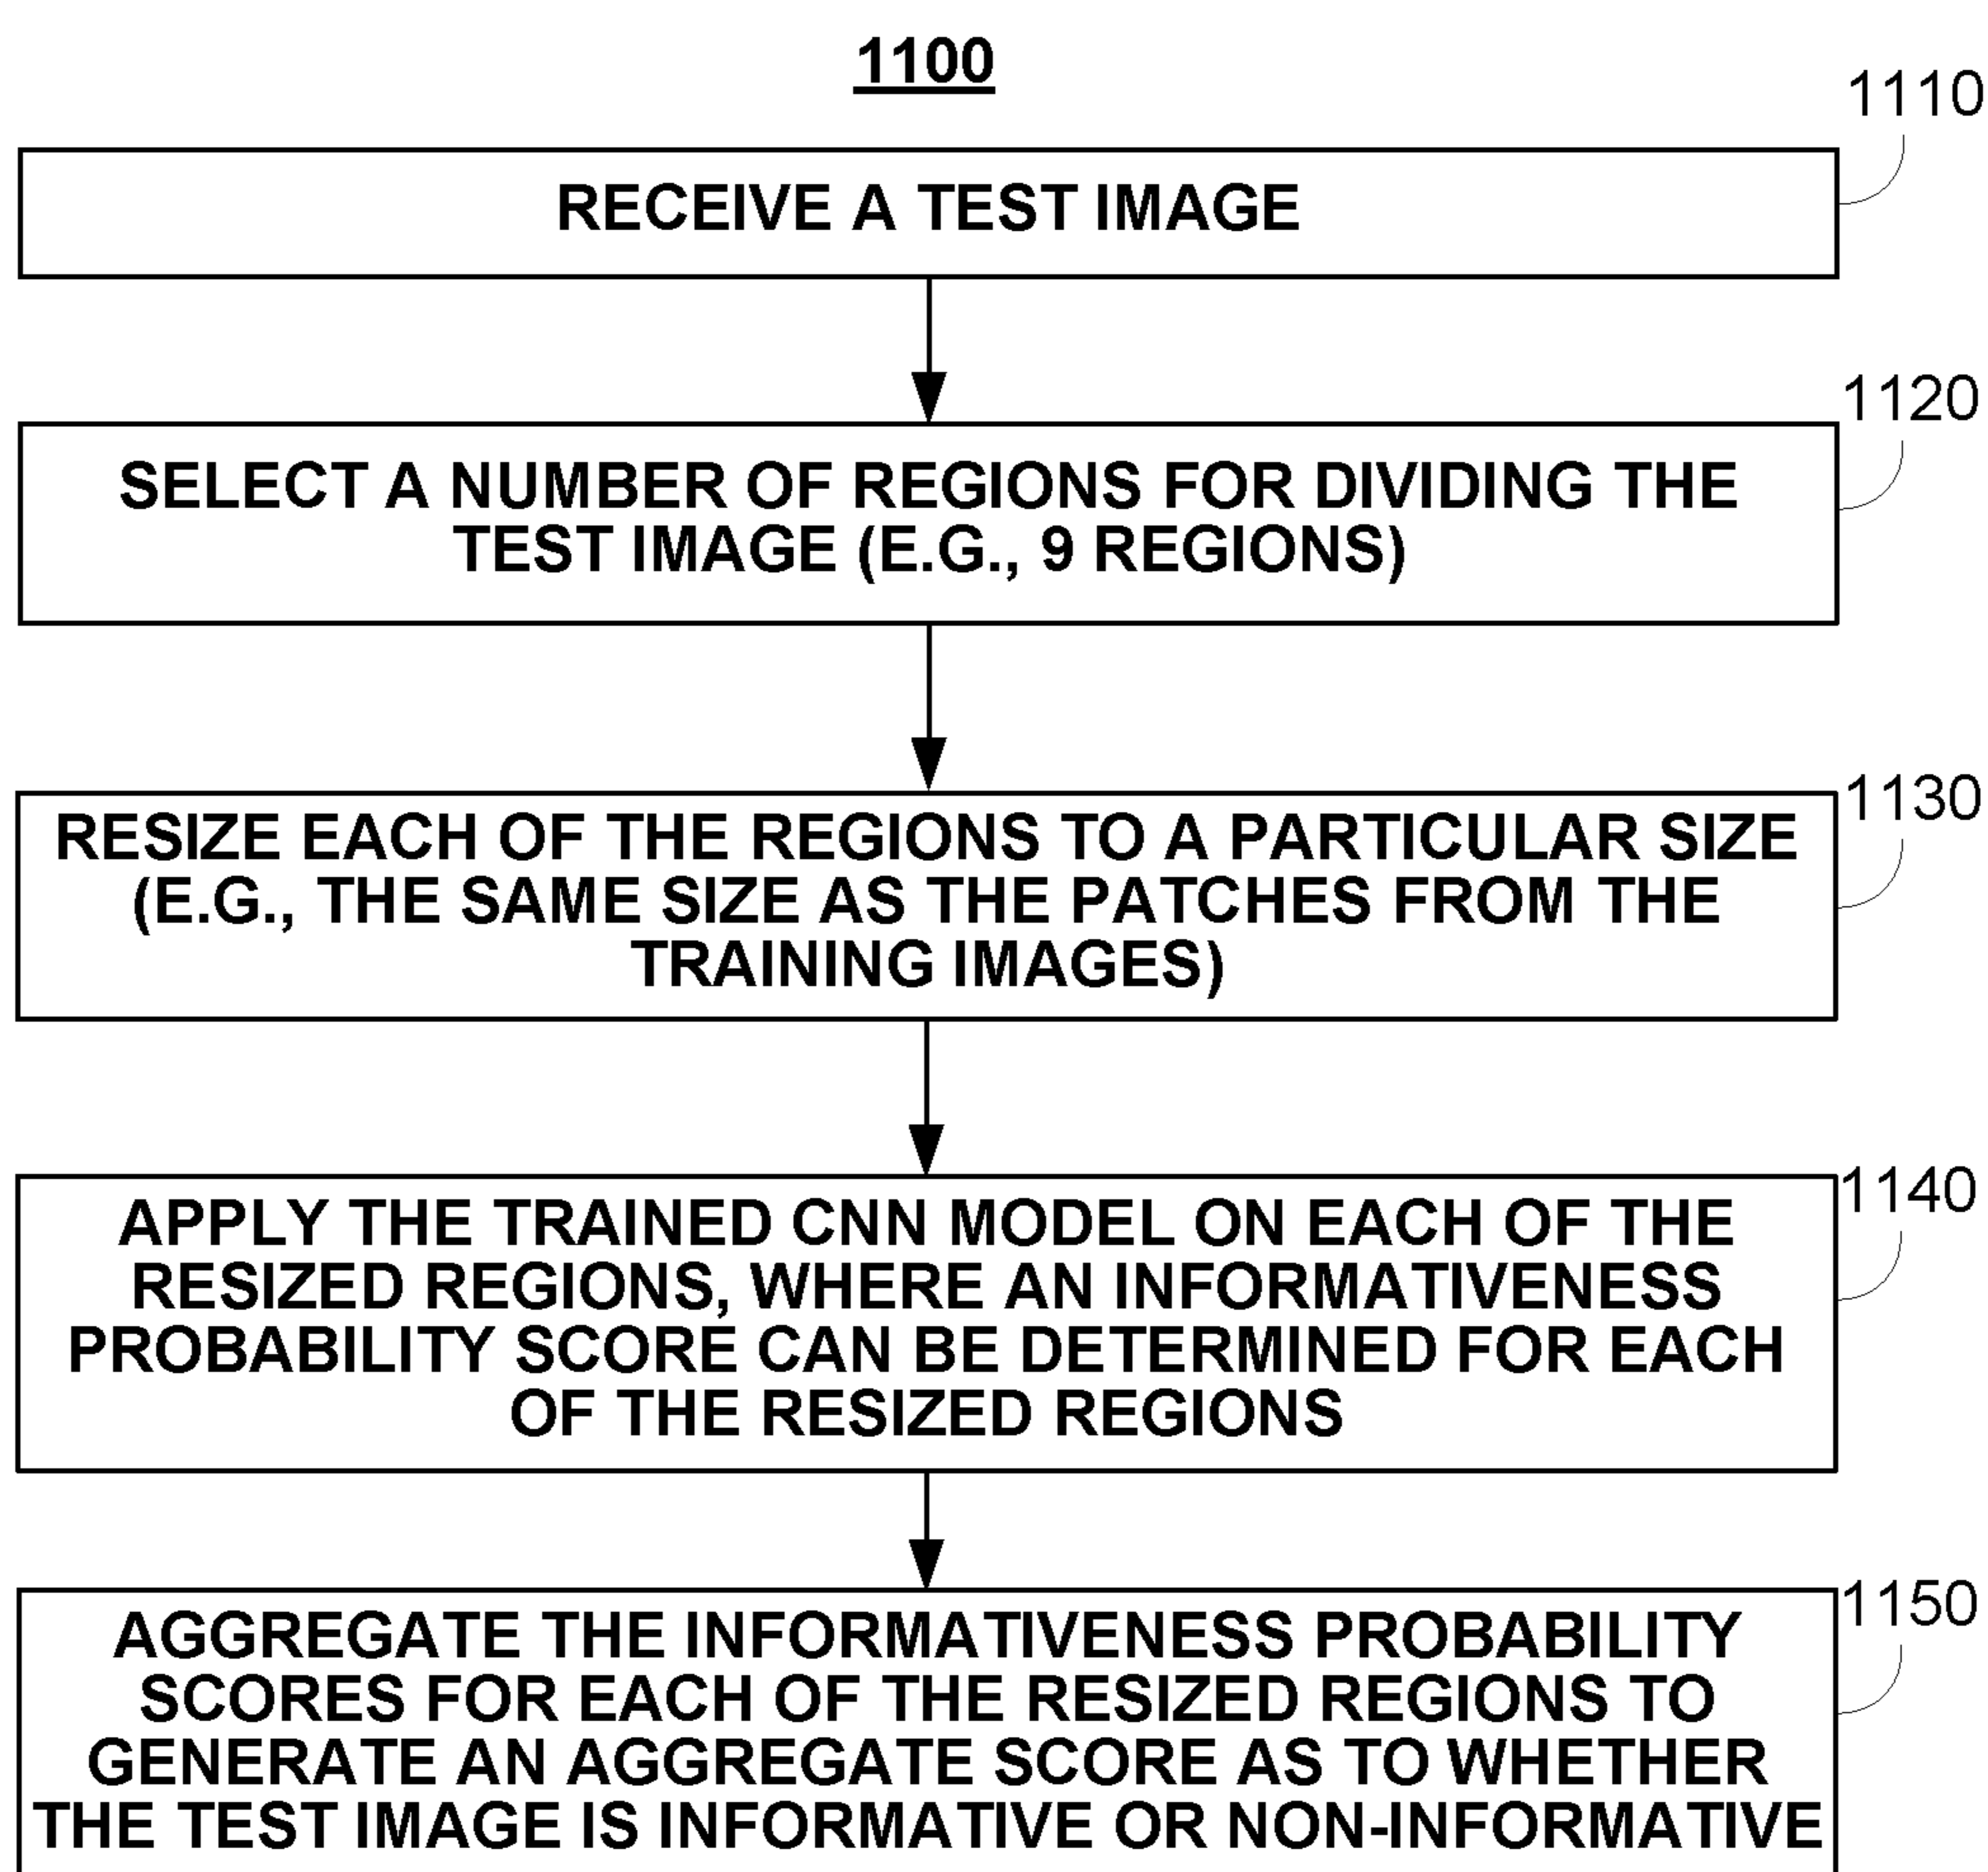 1100
1110
RECEIVE A TEST IMAGE
1120
SELECT A NUMBER OF REGIONS FOR DIVIDING THE
TEST IMAGE (E.G., 9 REGIONS)
1130
RESIZE EACH OF THE REGIONS TO A PARTICULAR SIZE
(E.G., THE SAME SIZE AS THE PATCHES FROM THE
TRAINING IMAGES)
1140
APPLY THE TRAINED CNN MODEL ON EACH OF THE
RESIZED REGIONS, WHERE AN INFORMATIVENESS
PROBABILITY SCORE CAN BE DETERMINED FOR EACH
OF THE RESIZED REGIONS
1150
AGGREGATE THE INFORMATIVENESS PROBABILITY
SCORES FOR EACH OF THE RESIZED REGIONS TO
GENERATE AN AGGREGATE SCORE AS TO WHETHER
THE TEST IMAGE IS INFORMATIVE OR NON-INFORMATIVE